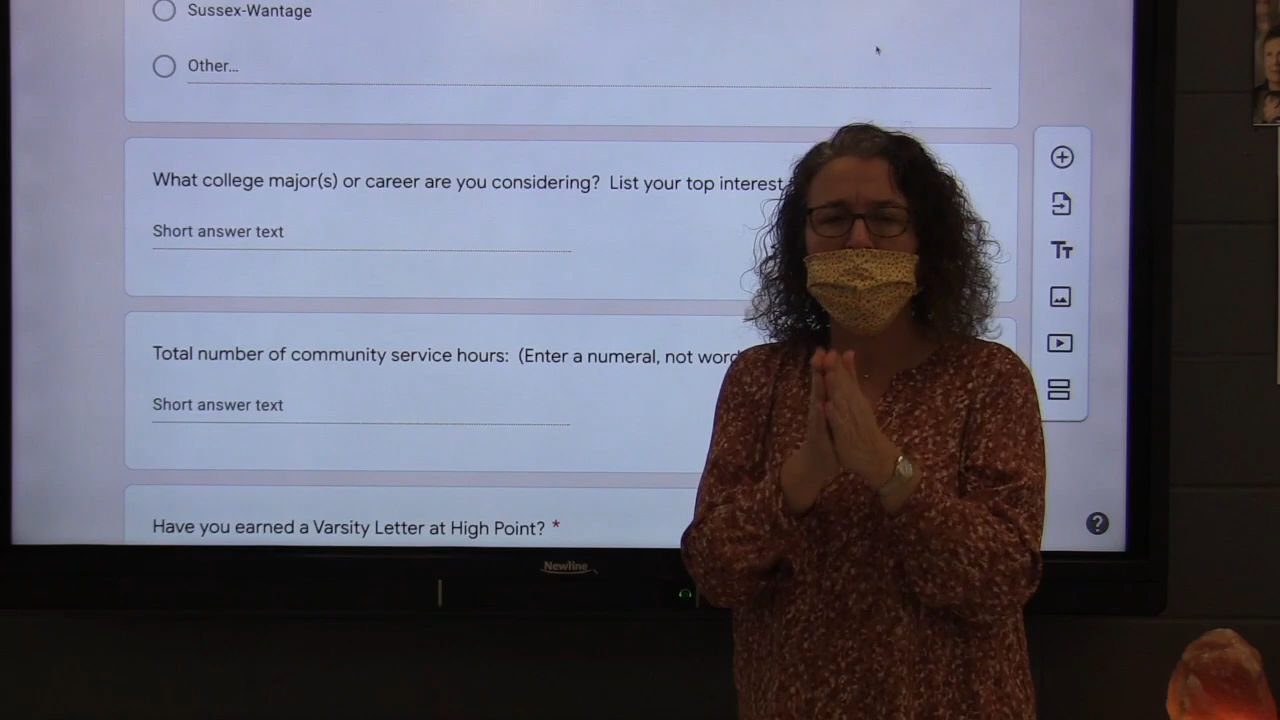 Sussex-Wantage
Other...
What college major(s) or career are you considering? List your top interest
Short answer text
Total number of community service hours: (Enter a numeral, not word
Short answer text
Have you earned a Varsity Letter at High Point? *
Newline